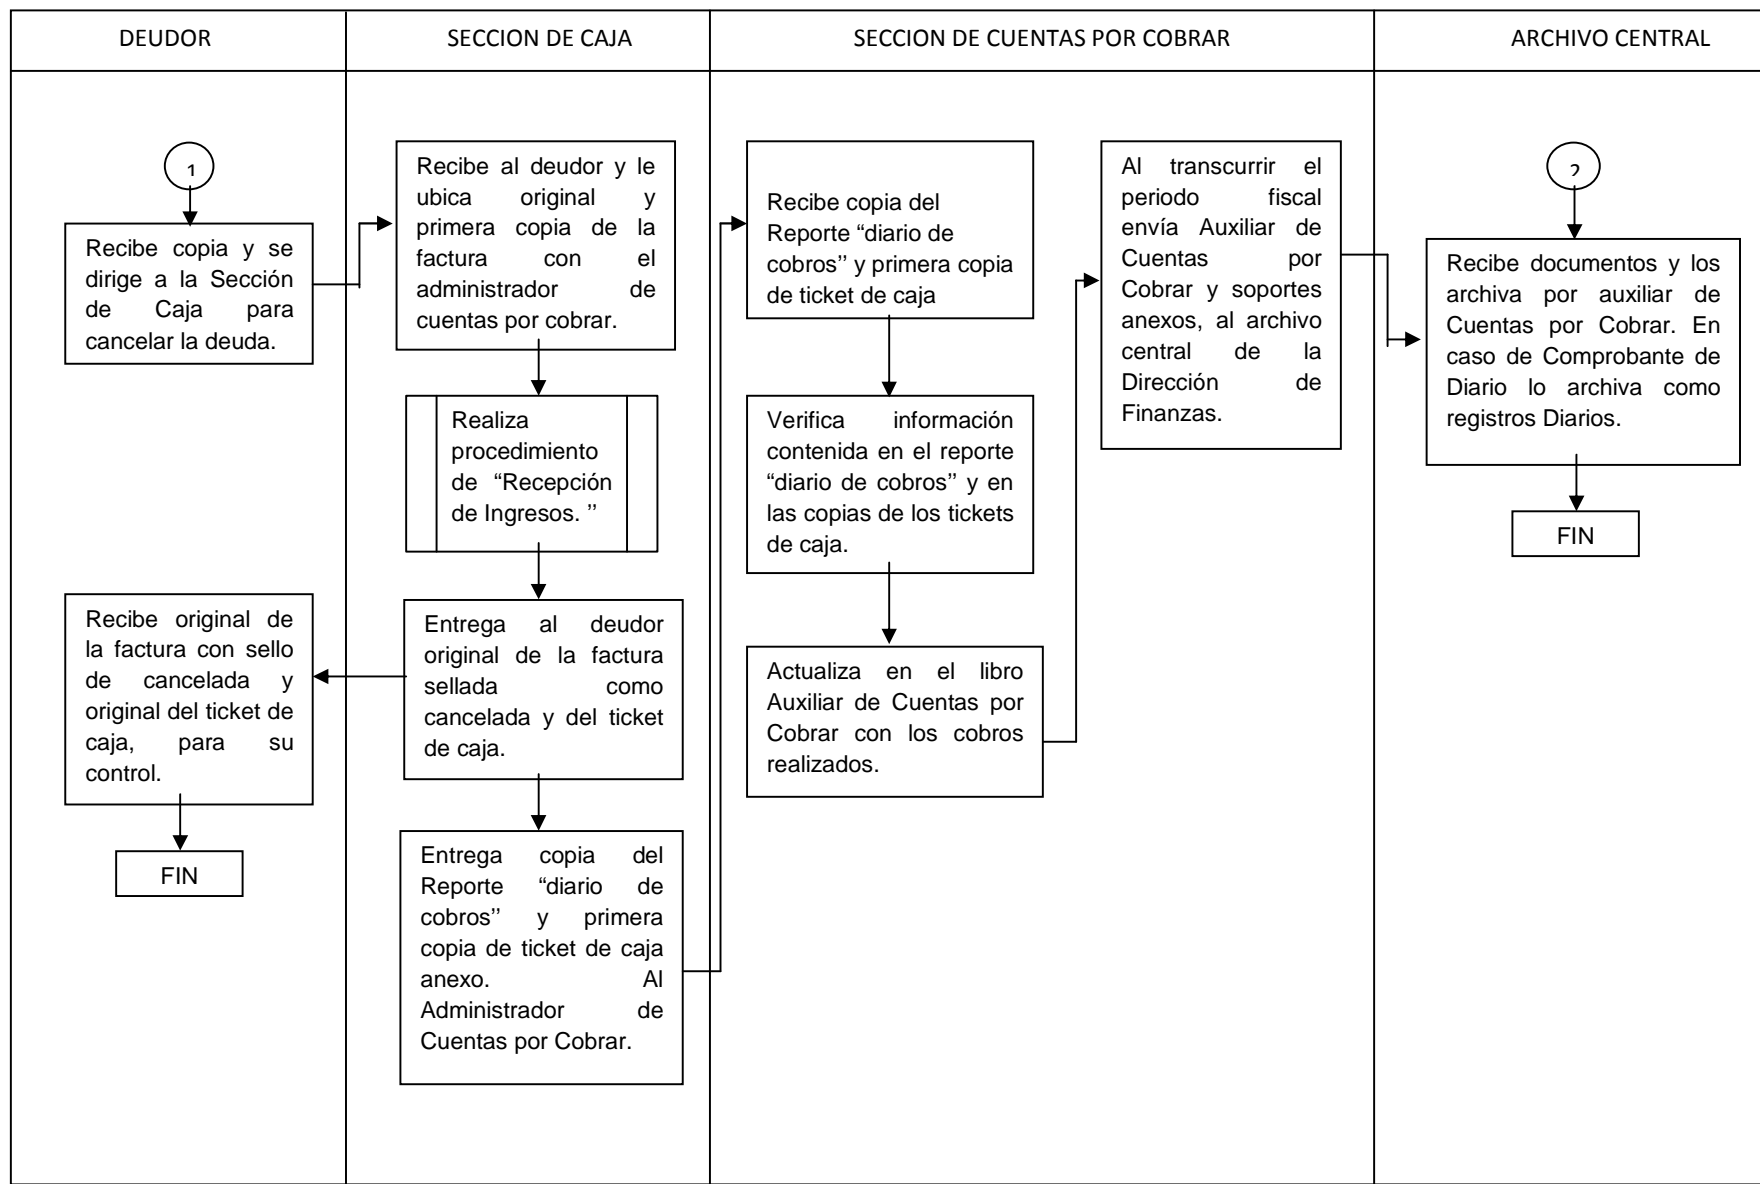 DEUDOR
SECCION DE CAJA
SECCION DE CUENTAS POR COBRAR
ARCHIVO CENTRAL
1
Recibe copia y se
dirige a la Sección
de Caja para
cancelar la deuda.
Recibe original de
la factura con sello
de cancelada y
original del ticket de
caja, para su
control.
FIN
Recibe al deudor y le
ubica original y
primera copia de la
factura con el
administrador de
cuentas por cobrar.
Realiza
procedimiento
de “Recepción
de Ingresos. ’’
Entrega al deudor
original de la factura
sellada como
cancelada y del ticket
de caja.
Entrega copia del
Reporte “diario de
cobros’’ y primera
copia de ticket de caja
anexo. Al
Administrador de
Cuentas por Cobrar.
Recibe copia del
Reporte “diario de
cobros’’ y primera copia
de ticket de caja
Verifica información
contenida en el reporte
“diario de cobros’’ y en
las copias de los tickets
de caja.
Actualiza en el libro
Auxiliar de Cuentas por
Cobrar con los cobros
realizados.
Al transcurrir el
periodo fiscal
envía Auxiliar de
Cuentas por
Cobrar y soportes
anexos, al archivo
central de la
Dirección de
Finanzas.
2
Recibe documentos y los
archiva por auxiliar de
Cuentas por Cobrar. En
caso de Comprobante de
Diario lo archiva como
registros Diarios.
FIN